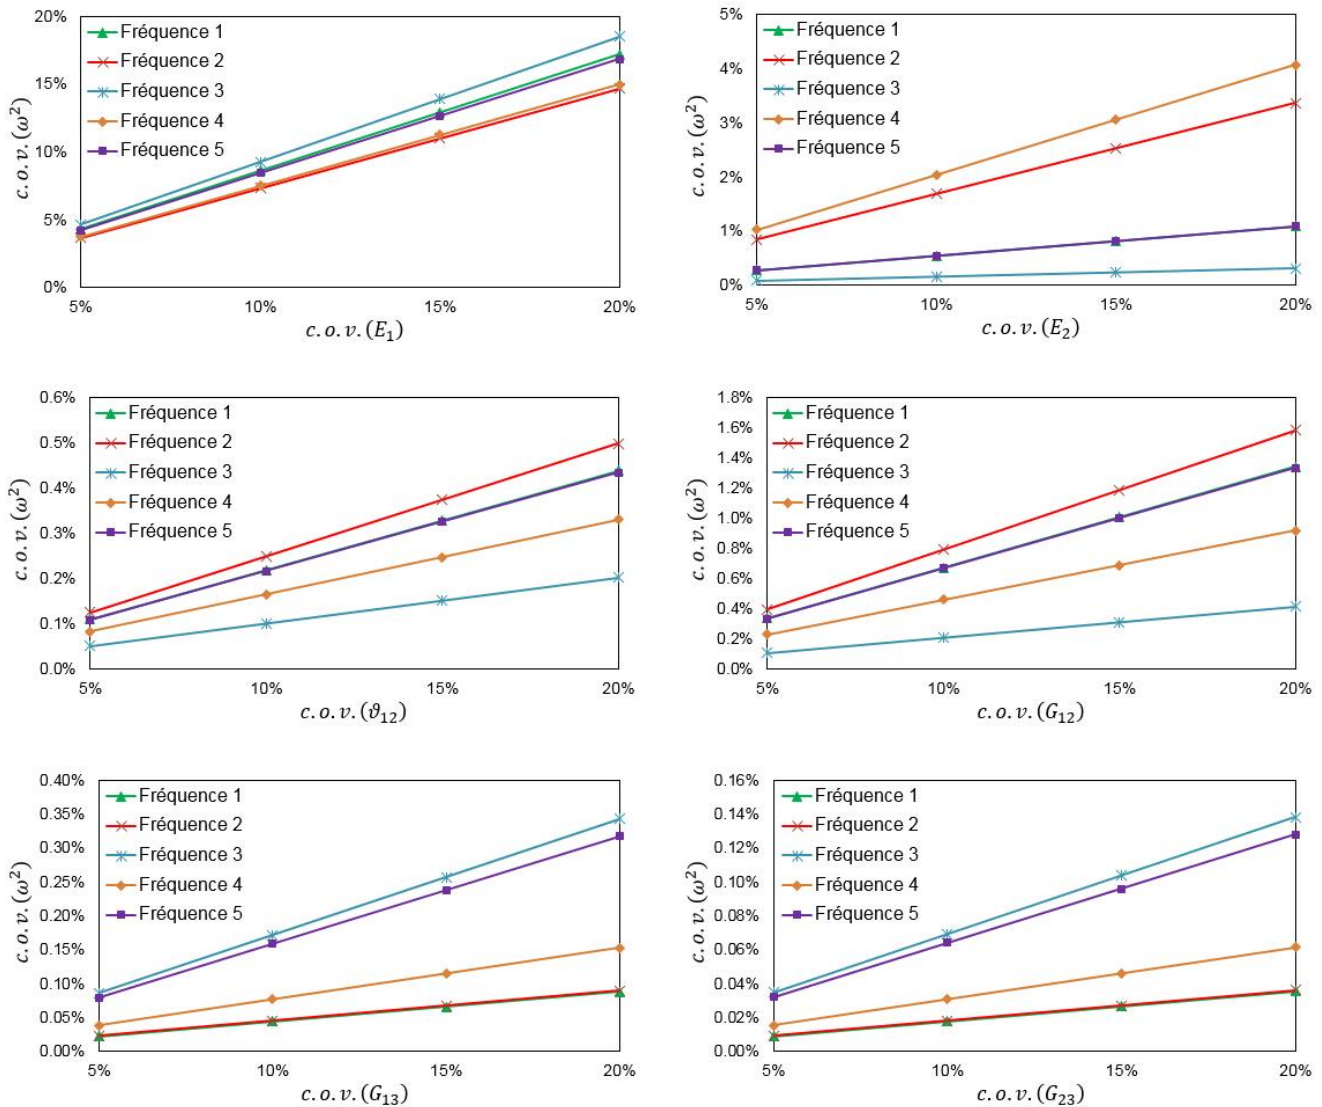 20%
15%
10%
5%
0%
c.o.v.(ω²)
Fréquence 1
Fréquence 2
Fréquence 3
Fréquence 4
Fréquence 5
5%
10%
15%
20%
c.o.v.(E₁)
5%
4%
3%
2%
1%
0%
c.o.v.(ω²)
Fréquence 1
Fréquence 2
Fréquence 3
Fréquence 4
Fréquence 5
5%
10%
15%
20%
c.o.v.(E₂)
0.6%
0.5%
0.4%
0.3%
0.2%
0.1%
0.0%
c.o.v.(ω²)
Fréquence 1
Fréquence 2
Fréquence 3
Fréquence 4
Fréquence 5
5%
10%
15%
20%
c.o.v.(ϑ₁₂)
1.8%
1.6%
1.4%
1.2%
1.0%
0.8%
0.6%
0.4%
0.2%
0.0%
c.o.v.(ω²)
Fréquence 1
Fréquence 2
Fréquence 3
Fréquence 4
Fréquence 5
5%
10%
15%
20%
c.o.v.(G₁₂)
0.40%
0.35%
0.30%
0.25%
0.20%
0.15%
0.10%
0.05%
0.00%
c.o.v.(ω²)
Fréquence 1
Fréquence 2
Fréquence 3
Fréquence 4
Fréquence 5
5%
10%
15%
20%
c.o.v.(G₁₃)
0.16%
0.14%
0.12%
0.10%
0.08%
0.06%
0.04%
0.02%
0.00%
c.o.v.(ω²)
Fréquence 1
Fréquence 2
Fréquence 3
Fréquence 4
Fréquence 5
5%
10%
15%
20%
c.o.v.(G₂₃)